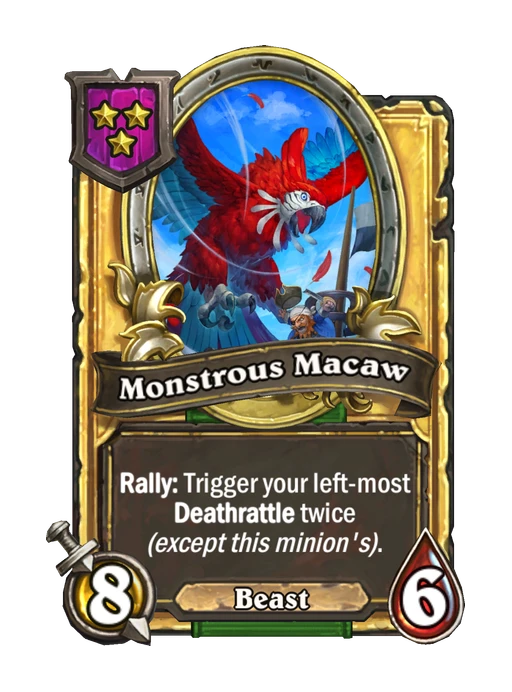 Monstrous Macaw
Rally: Trigger your left-most
Deathrattle twice
(except this minion's).
8
Beast
6